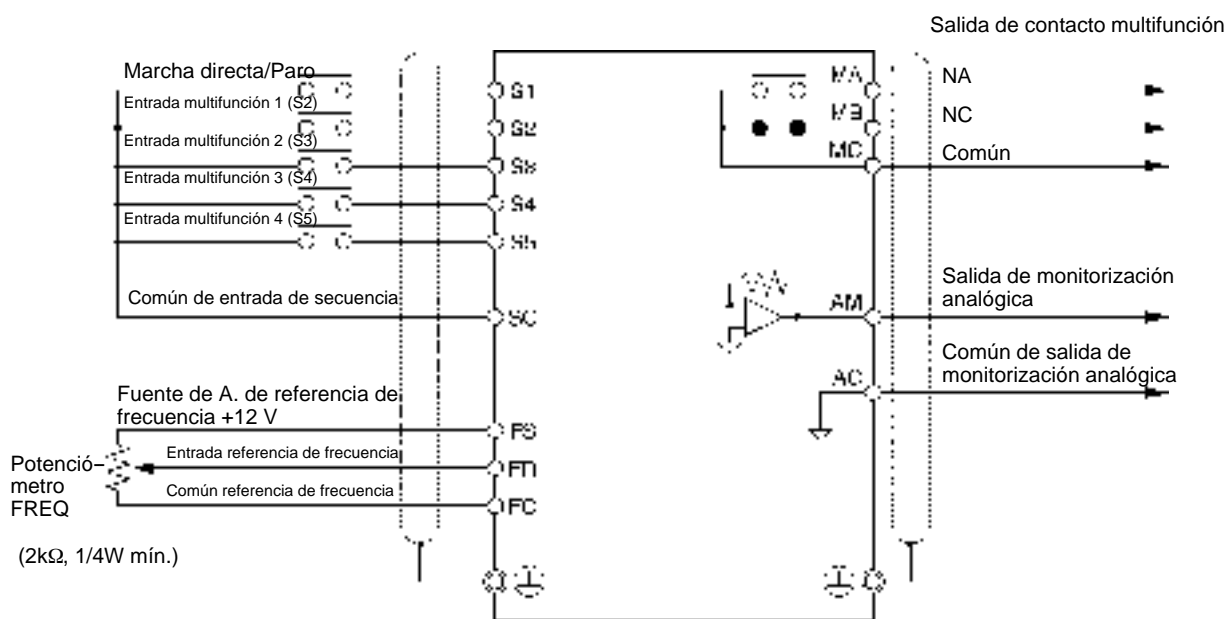 Salida de contacto multifunción
Marcha directa/Paro
S1
MA
NA
Entrada multifunción 1 (S2)
S2
MB
NC
Entrada multifunción 2 (S3)
S3
MC
Común
Entrada multifunción 3 (S4)
S4
Entrada multifunción 4 (S5)
S5
Común de entrada de secuencia
SC
AM
Salida de monitorización
analógica
AC
Común de salida de
monitorización analógica
Fuente de A. de referencia de
frecuencia +12 V
FS
Entrada referencia de frecuencia
Común referencia de frecuencia
FC
Potenció-
metro
FREQ
(2kΩ, 1/4W mín.)